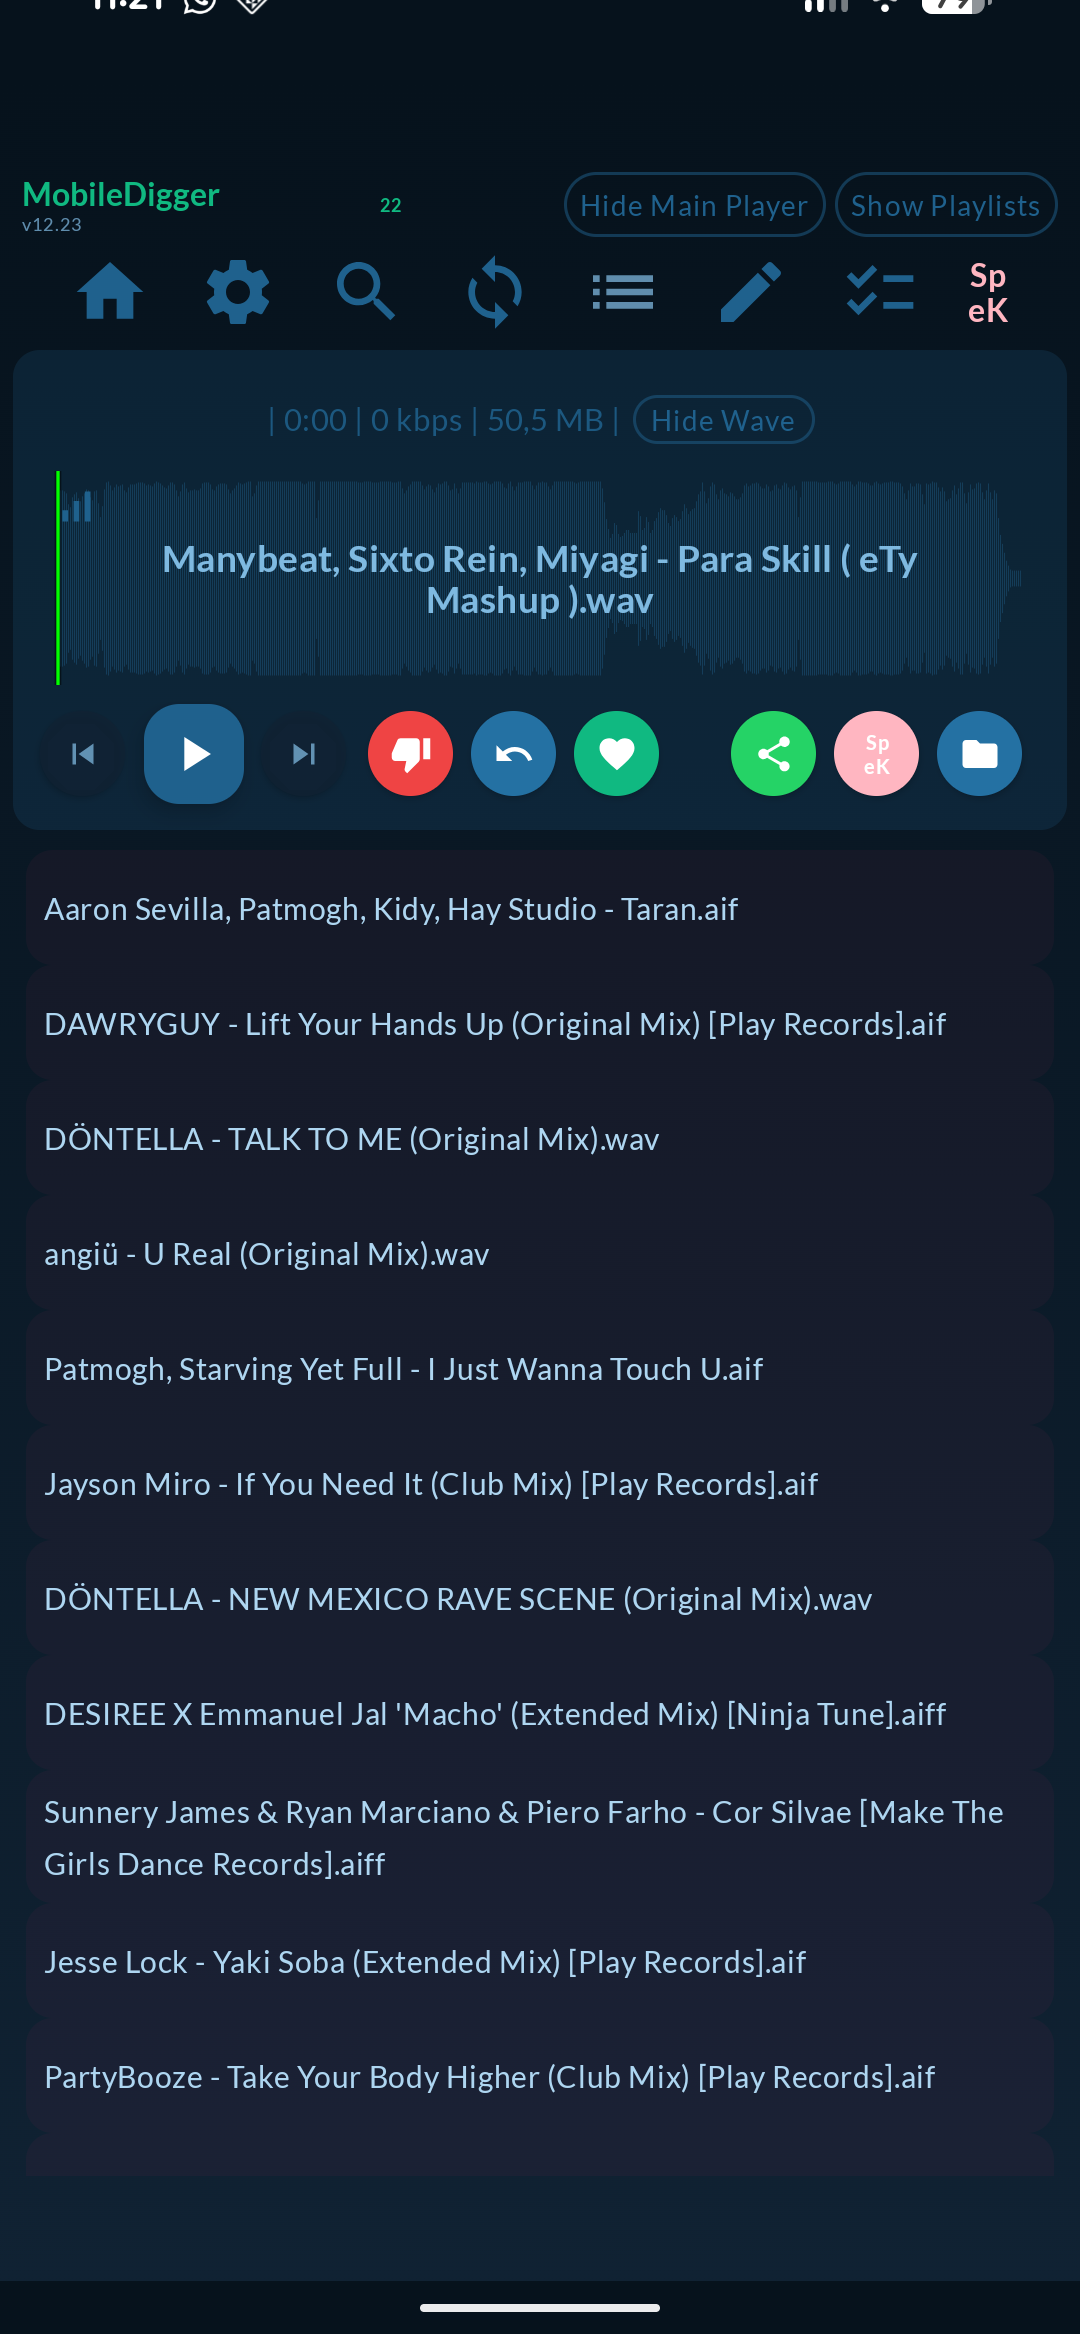 MobileDigger
v12.23
22
Hide Main Player
Show Playlists
Sp
eK
| 0:00 | 0 kbps | 50,5 MB |
Hide Wave
Manybeat, Sixto Rein, Miyagi - Para Skill ( eTy
Mashup ).wav
Sp
eK
Aaron Sevilla, Patmogh, Kidy, Hay Studio - Taran.aif
DAWRYGUY - Lift Your Hands Up (Original Mix) [Play Records].aif
DÖNTELLA - TALK TO ME (Original Mix).wav
angiü - U Real (Original Mix).wav
Patmogh, Starving Yet Full - I Just Wanna Touch U.aif
Jayson Miro - If You Need It (Club Mix) [Play Records].aif
DÖNTELLA - NEW MEXICO RAVE SCENE (Original Mix).wav
DESIREE X Emmanuel Jal 'Macho' (Extended Mix) [Ninja Tune].aiff
Sunnery James & Ryan Marciano & Piero Farho - Cor Silvae [Make The
Girls Dance Records].aiff
Jesse Lock - Yaki Soba (Extended Mix) [Play Records].aif
PartyBooze - Take Your Body Higher (Club Mix) [Play Records].aif